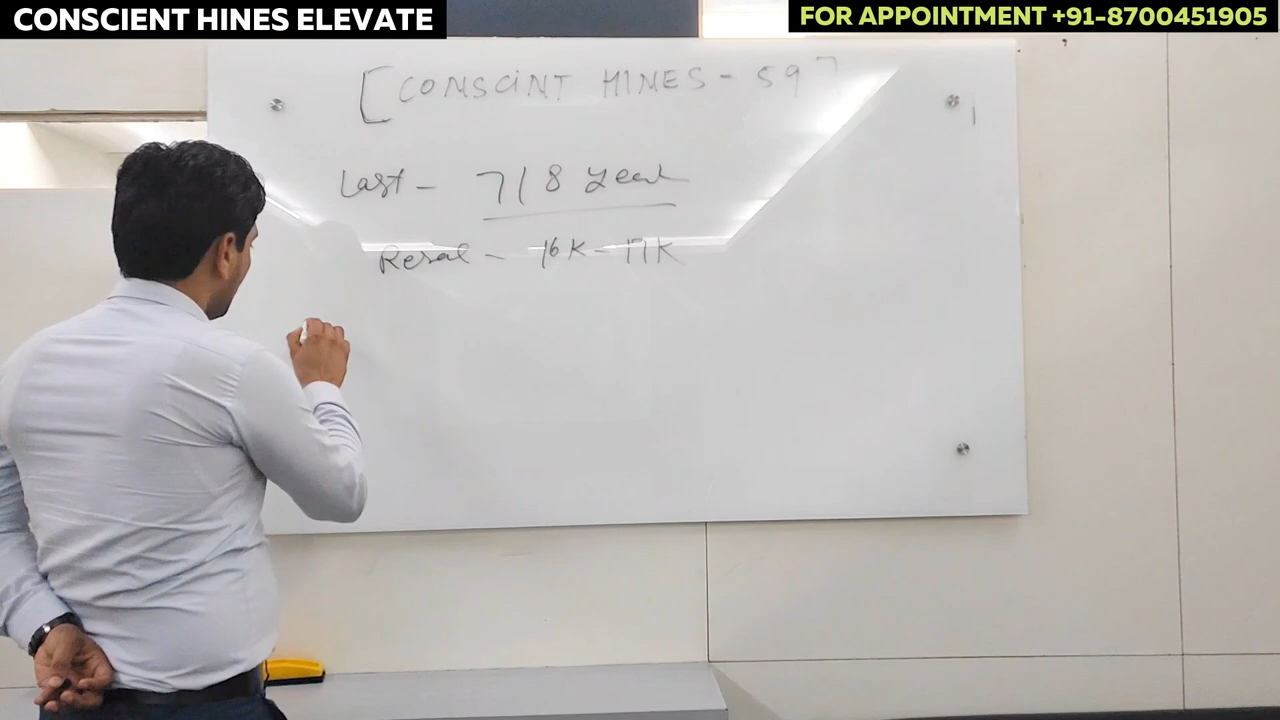 CONSCIENT HINES ELEVATE
FOR APPOINTMENT +91-8700451905
[CONSCINT HINES - 59]
Last - 7/8 year
Resal - 16K - 17K